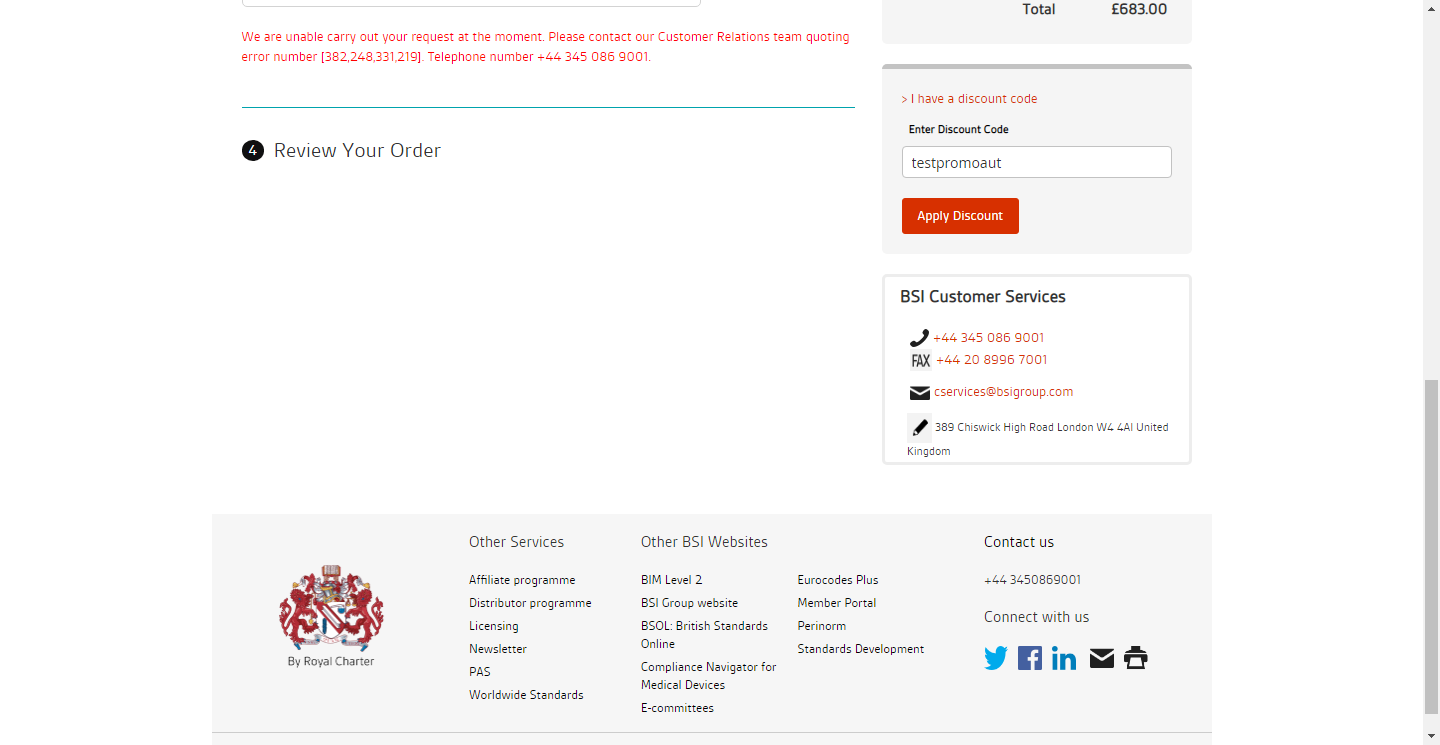 Total £683.00
We are unable carry out your request at the moment. Please contact our Customer Relations team quoting
error number [382,248,331,219]. Telephone number +44 345 086 9001.
4 Review Your Order
> I have a discount code
Enter Discount Code
testpromoaut
Apply Discount
BSI Customer Services
+44 345 086 9001
FAX +44 20 8996 7001
cservices@bsigroup.com
389 Chiswick High Road London W4 4Al United
Kingdom
By Royal Charter
Other Services
Affiliate programme
Distributor programme
Licensing
Newsletter
PAS
Worldwide Standards
Other BSI Websites
BIM Level 2
BSI Group website
BSOL: British Standards
Online
Compliance Navigator for
Medical Devices
E-committees
Eurocodes Plus
Member Portal
Perinorm
Standards Development
Contact us
+44 3450869001
Connect with us